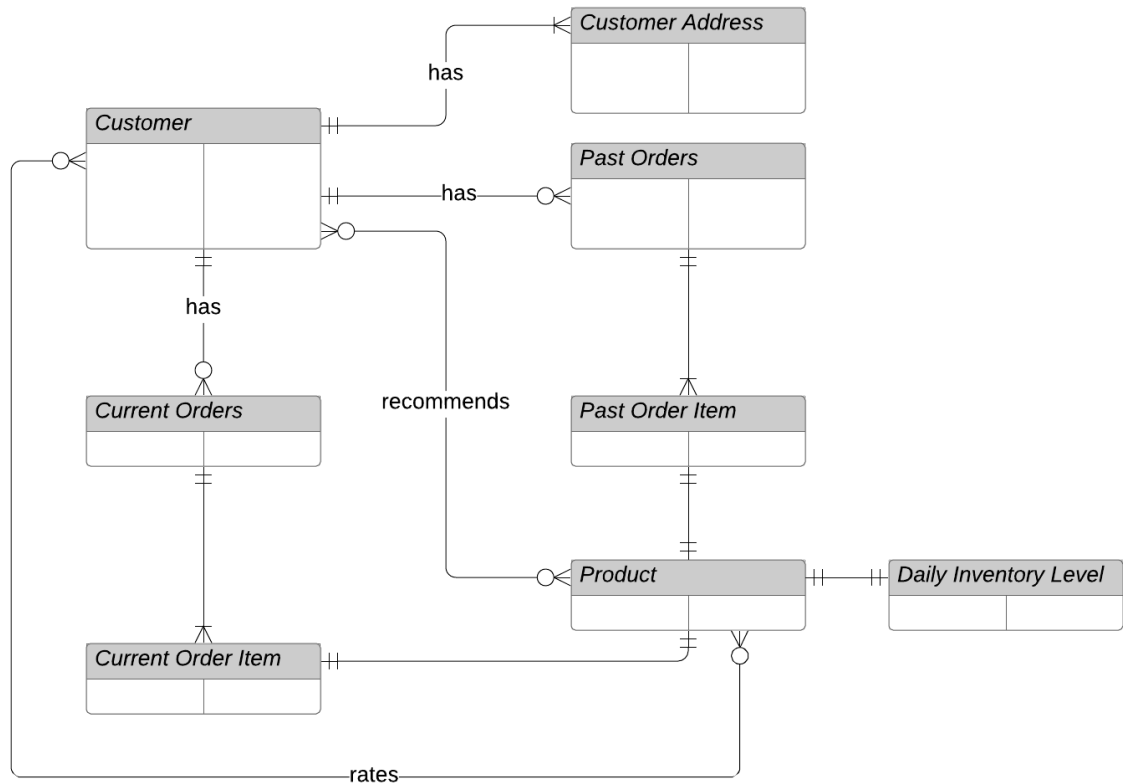 Customer Address
has
Customer
Past Orders
has
has
recommends
Current Orders
Past Order Item
Product
Daily Inventory Level
Current Order Item
rates